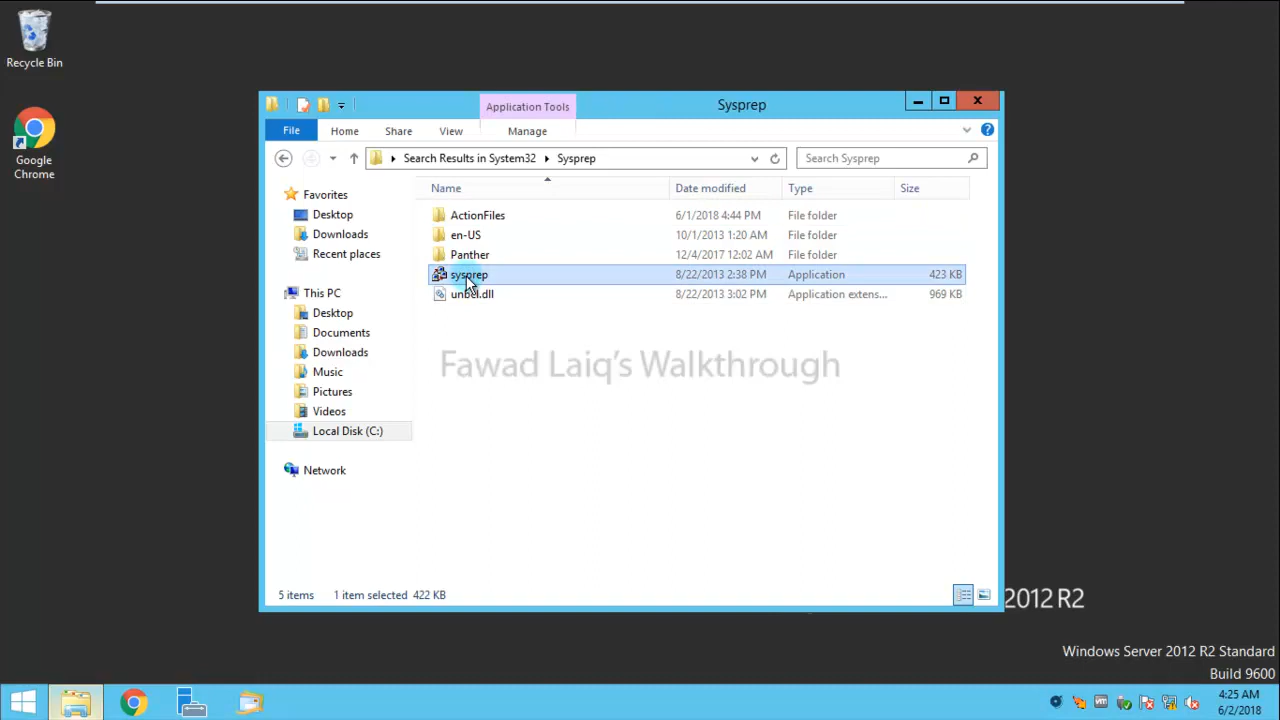 Recycle Bin
Google
Chrome
Application Tools
Sysprep
File
Home
Share
View
Manage
Search Results in System32
Sysprep
Search Sysprep
Name
Date modified
Type
Size
ActionFiles
6/1/2018 4:44 PM
File folder
en-US
10/1/2013 1:20 AM
File folder
Panther
12/4/2017 12:02 AM
File folder
sysprep
8/22/2013 2:38 PM
Application
423 KB
8/22/2013 3:02 PM
Application extens...
969 KB
Favorites
Desktop
Downloads
Recent places
This PC
Desktop
Documents
Downloads
Music
Pictures
Videos
Local Disk (C:)
Network
Fawad Laiq's Walkthrough
5 items
1 item selected 422 KB
2012 R2
Windows Server 2012 R2 Standard
Build 9600
4:25 AM
6/2/2018